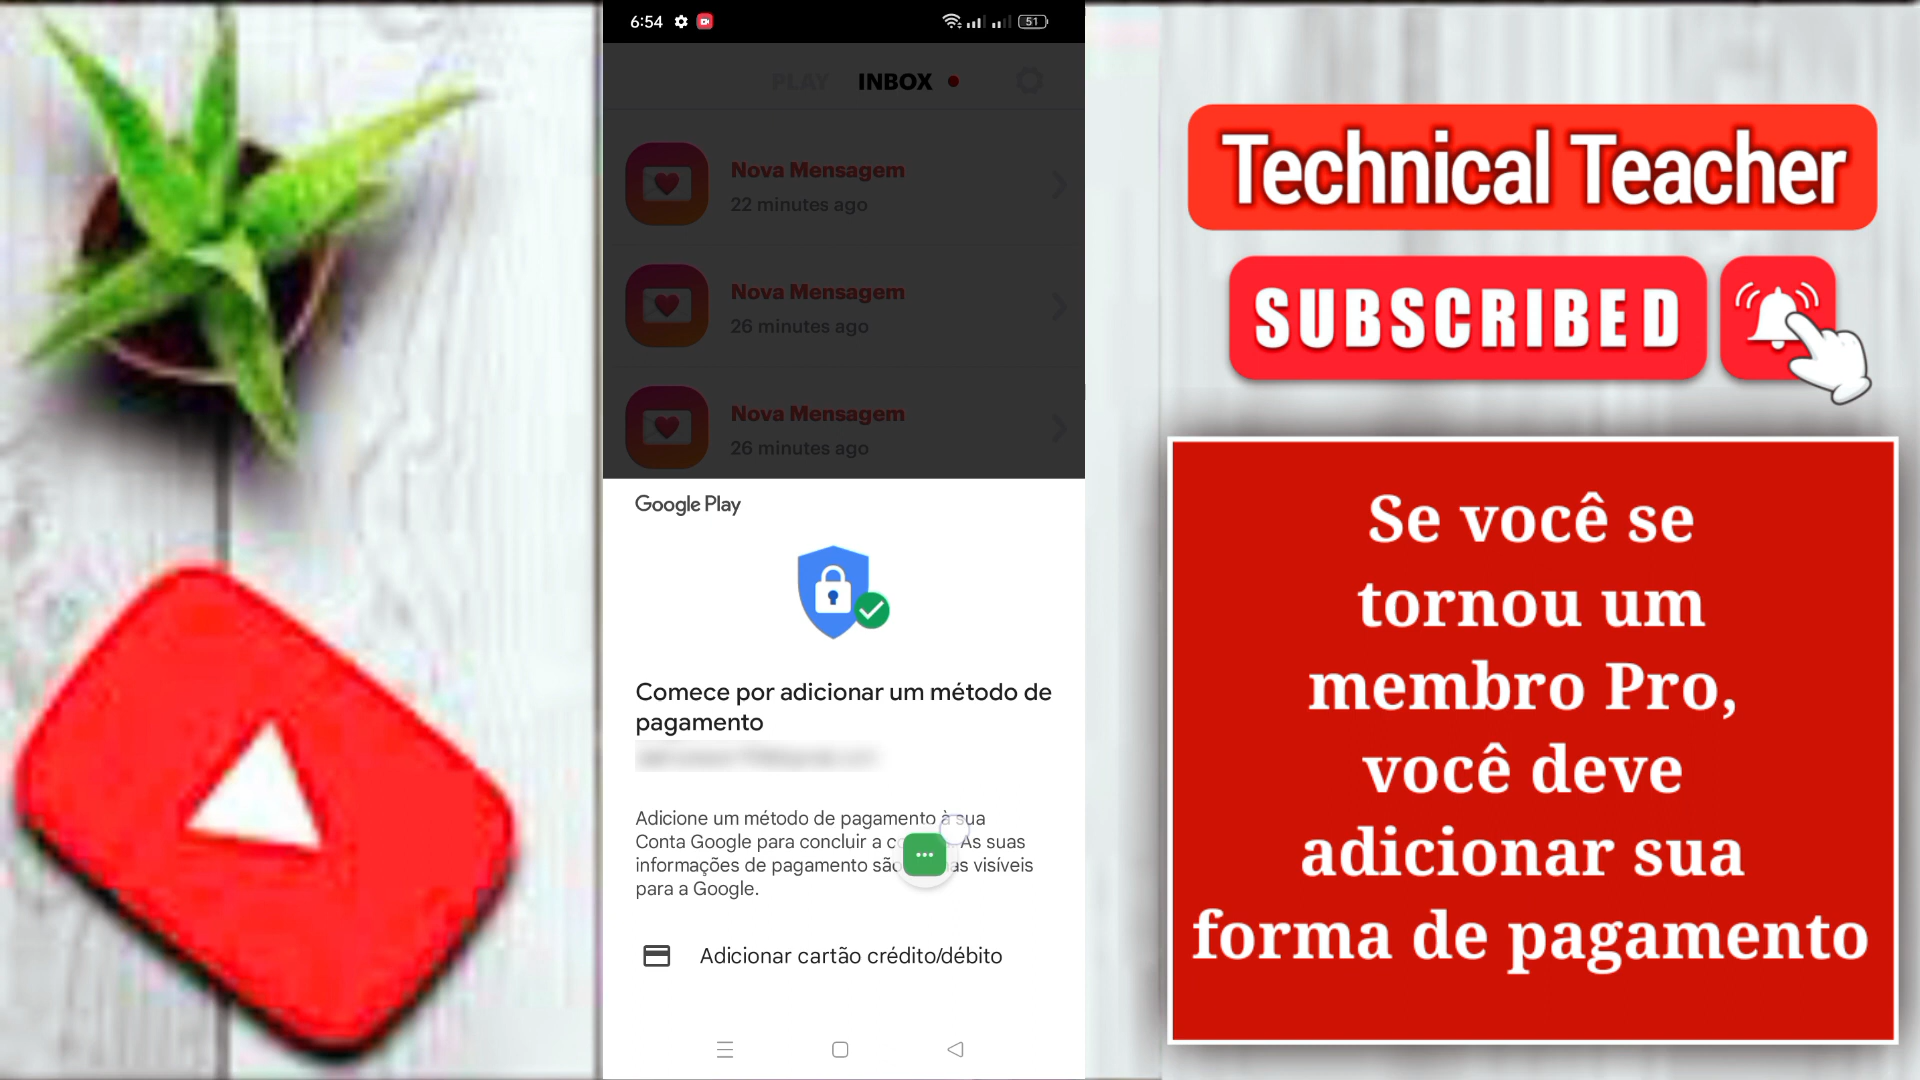 6:54
51
PLAY INBOX
Nova Mensagem
22 minutes ago
Nova Mensagem
26 minutes ago
Nova Mensagem
26 minutes ago
Google Play
Comece por adicionar um método de
pagamento
Adicione um método de pagamento à sua
Conta Google para concluir a As suas
informações de pagamento são visíveis
para a Google.
Adicionar cartão crédito/débito
Technical Teacher
SUBSCRIBED
Se você se
tornou um
membro Pro,
você deve
adicionar sua
forma de pagamento